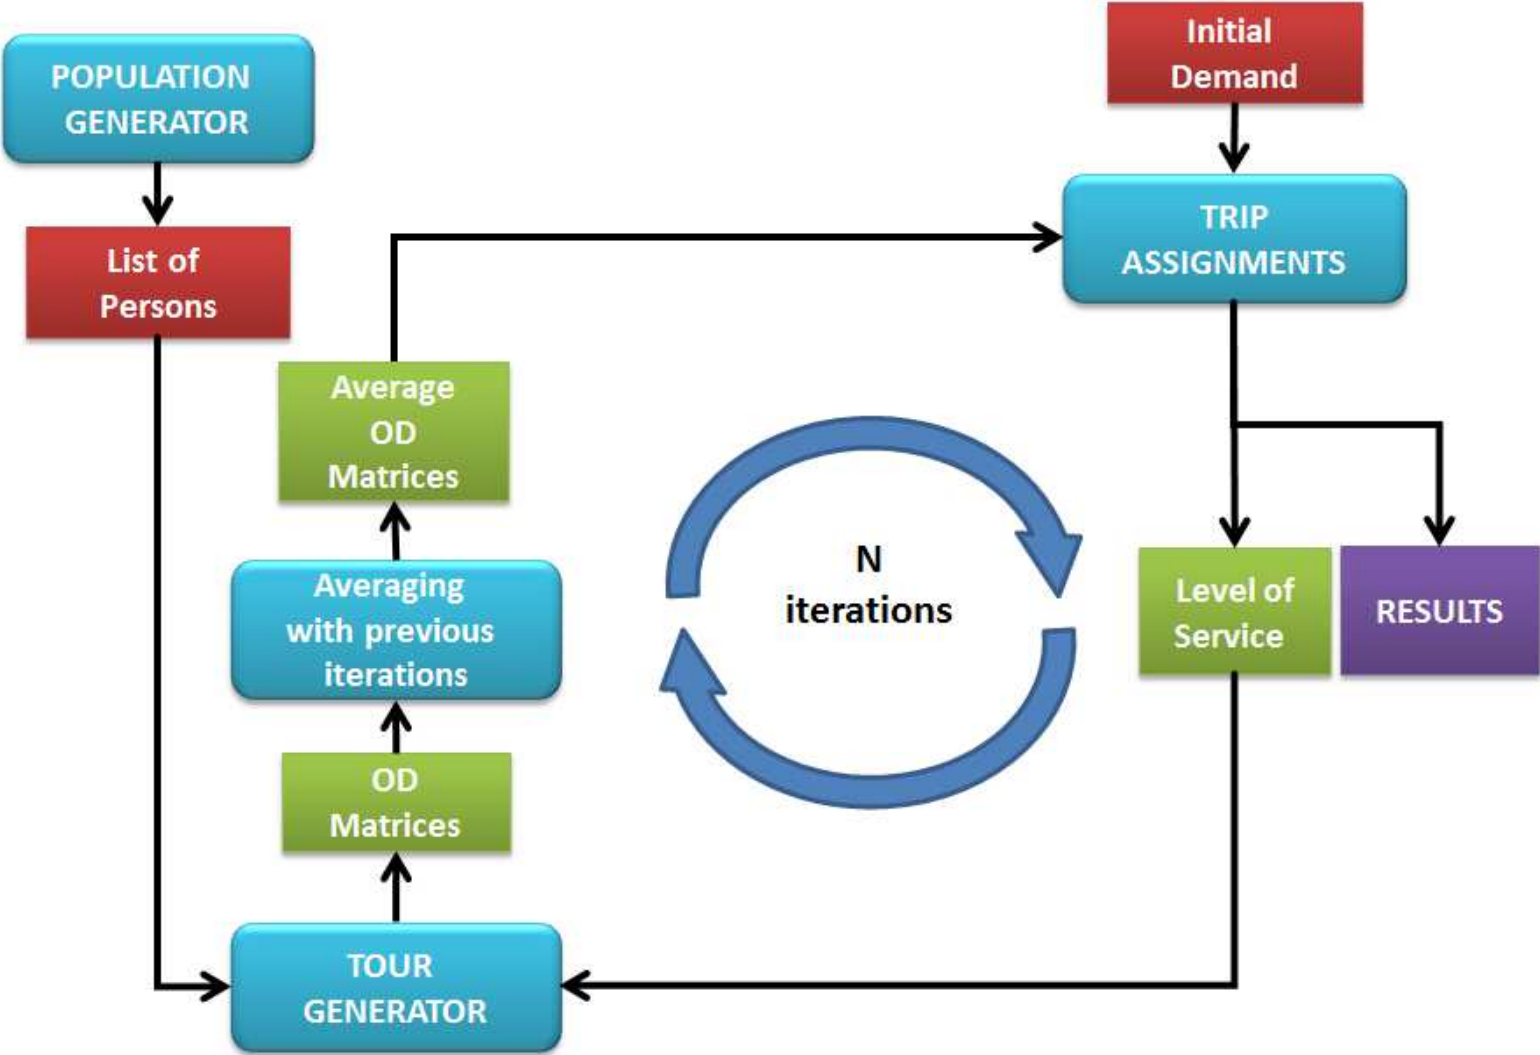 POPULATION
GENERATOR
List of
Persons
Initial
Demand
TRIP
ASSIGNMENTS
Average
OD
Matrices
Averaging
with previous
iterations
OD
Matrices
TOUR
GENERATOR
N
iterations
Level of
Service
RESULTS